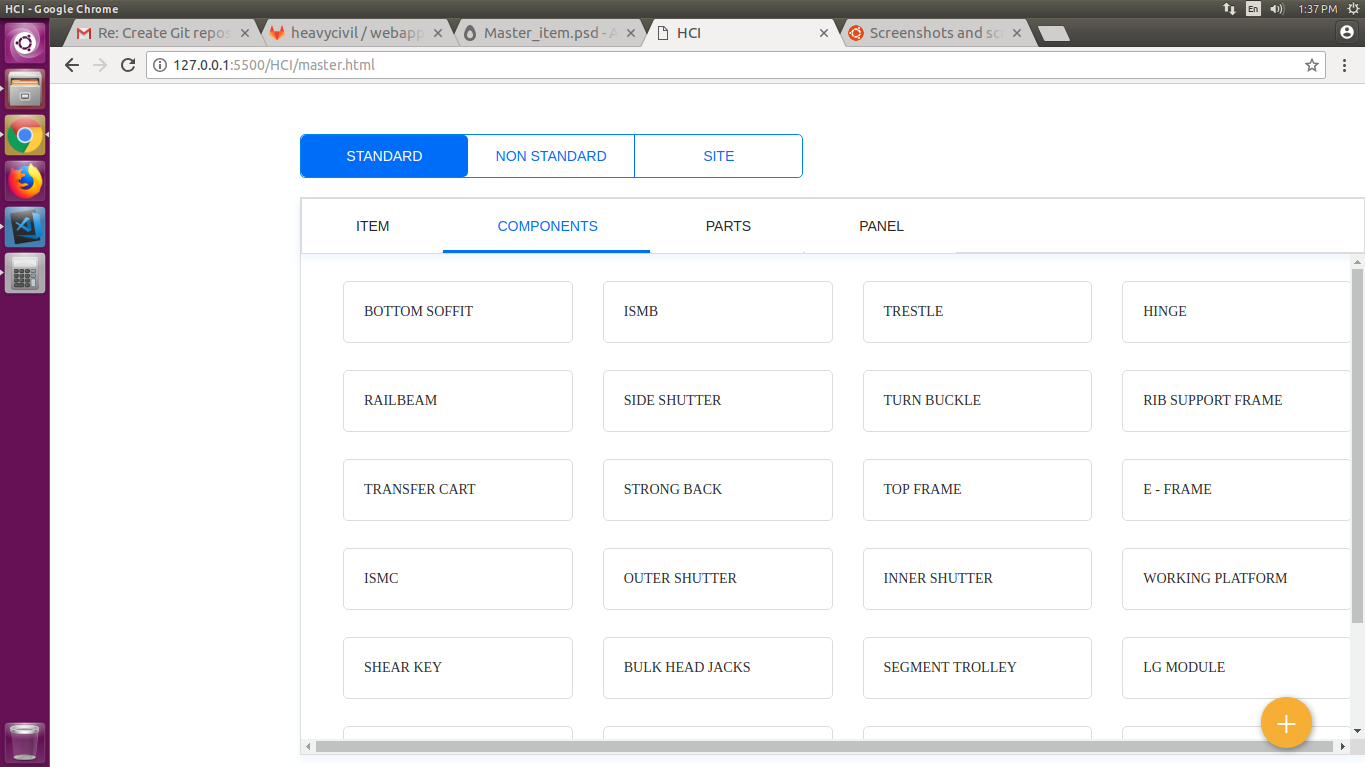 HCI - Google Chrome
En
1:37 PM
Re: Create Git repos
heavycivil / webapp
Master_item.psd - A
HCI
Screenshots and scr
127.0.0.1:5500/HCI/master.html
STANDARD
NON STANDARD
SITE
ITEM
COMPONENTS
PARTS
PANEL
BOTTOM SOFFIT
ISMB
TRESTLE
HINGE
RAILBEAM
SIDE SHUTTER
TURN BUCKLE
RIB SUPPORT FRAME
TRANSFER CART
STRONG BACK
TOP FRAME
E - FRAME
ISMC
OUTER SHUTTER
INNER SHUTTER
WORKING PLATFORM
SHEAR KEY
BULK HEAD JACKS
SEGMENT TROLLEY
LG MODULE